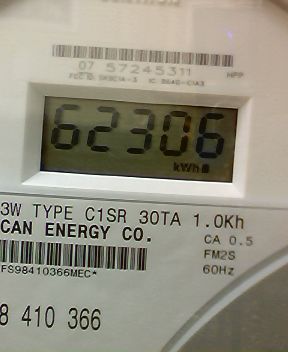 07 57245311 HPP
62306
kWh
3W TYPE C1SR 30TA 1.0Kh
CAN ENERGY CO. CA 0.5
FM2S
FS98410366MEC* 60Hz
8 410 366